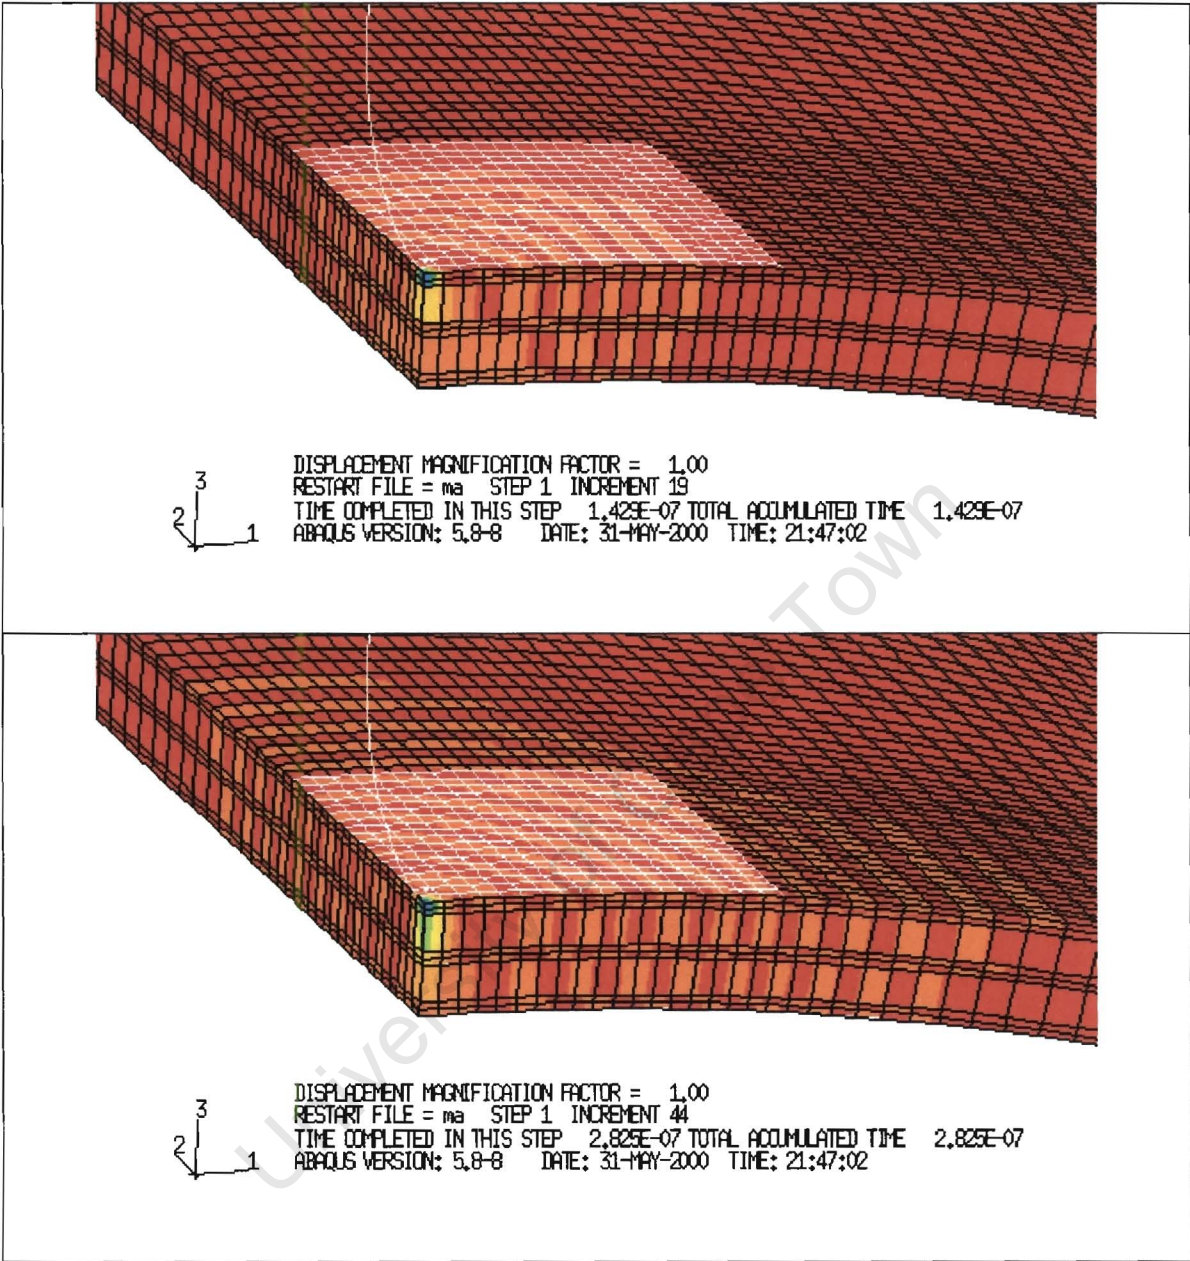 DISPLACEMENT MAGNIFICATION FACTOR = 1.00
RESTART FILE = ma STEP 1 INCREMENT 19
TIME COMPLETED IN THIS STEP 1.429E-07 TOTAL ACCUMULATED TIME 1.429E-07
ABAQUS VERSION: 5.8-8 DATE: 31-MAY-2000 TIME: 21:47:02
3
2
1
DISPLACEMENT MAGNIFICATION FACTOR = 1.00
RESTART FILE = ma STEP 1 INCREMENT 44
TIME COMPLETED IN THIS STEP 2.825E-07 TOTAL ACCUMULATED TIME 2.825E-07
ABAQUS VERSION: 5.8-8 DATE: 31-MAY-2000 TIME: 21:47:02
3
2
1
Town